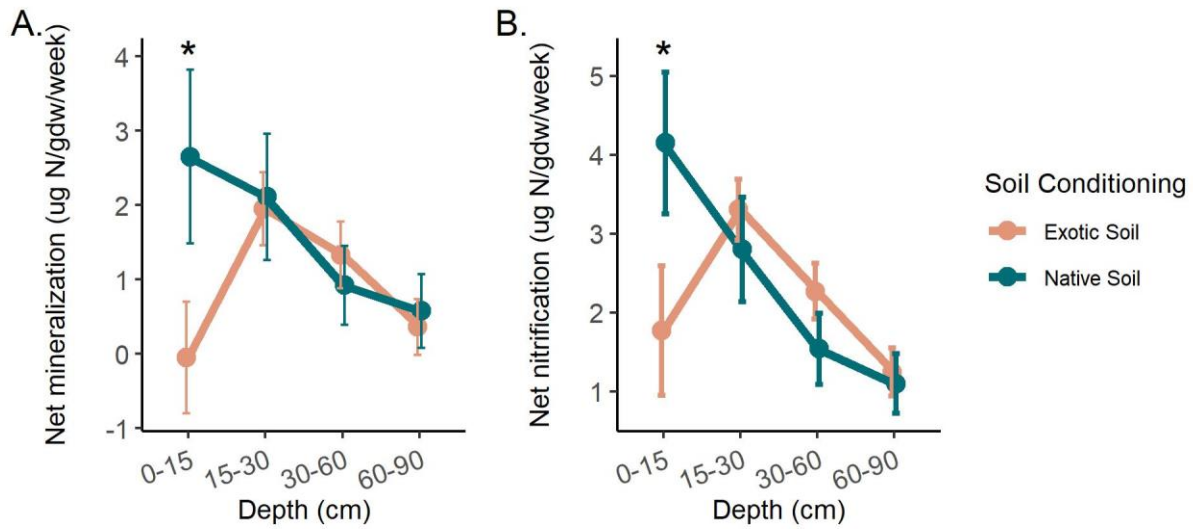 A.
Net mineralization (ug N/gdw/week)
*
4
3
2
1
0
-1
0-15
15-30
30-60
60-90
Depth (cm)
B.
Net nitrification (ug N/gdw/week)
*
5
4
3
2
1
0-15
15-30
30-60
60-90
Depth (cm)
Soil Conditioning
Exotic Soil
Native Soil